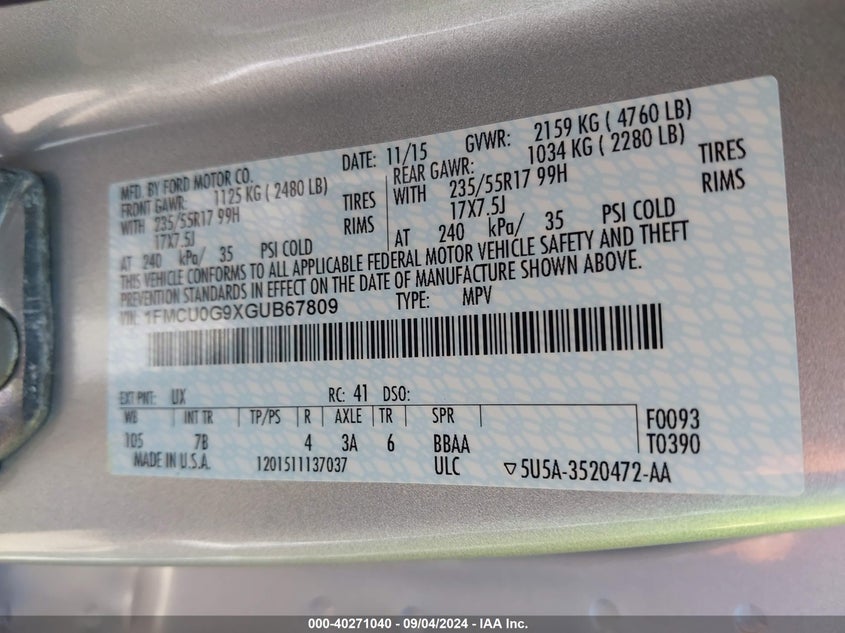 MFD. BY FORD MOTOR CO. DATE: 11/15 GVWR: 2159 KG ( 4760 LB)
FRONT GAWR: 1125 KG ( 2480 LB) REAR GAWR: 1034 KG ( 2280 LB)
WITH 235/55R17 99H TIRES WITH 235/55R17 99H TIRES
17X7.5J RIMS 17X7.5J RIMS
AT 240 kPa/ 35 PSI COLD AT 240 kPa/ 35 PSI COLD
THIS VEHICLE CONFORMS TO ALL APPLICABLE FEDERAL MOTOR VEHICLE SAFETY AND THEFT
PREVENTION STANDARDS IN EFFECT ON THE DATE OF MANUFACTURE SHOWN ABOVE.
VIN: 1FMCU0G9XGUB67809 TYPE: MPV
EXT PNT: UX RC: 41 DSO:
WB INT TR TP/PS R AXLE TR SPR F0093
105 7B 4 3A 6 BBAA T0390
MADE IN U.S.A. 1201511137037 ULC ▽5U5A-3520472-AA
000-40271040 - 09/04/2024 - IAA Inc.